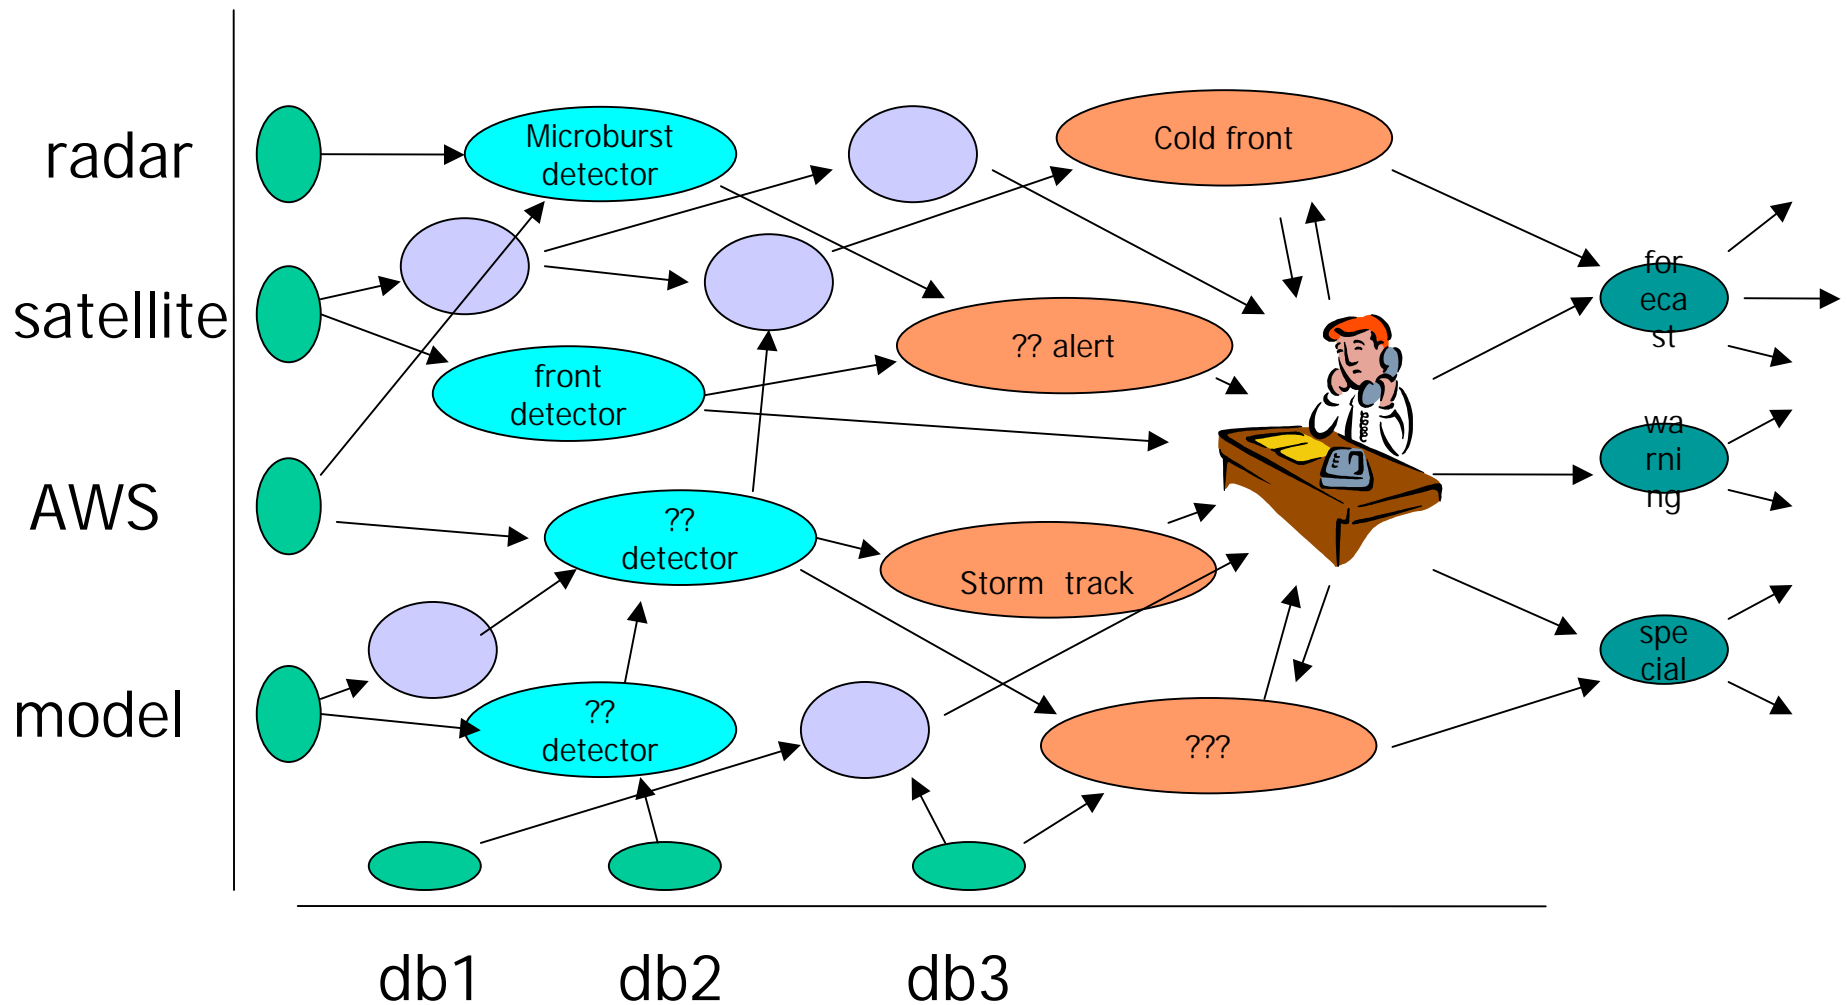 radar
satellite
AWS
model
Microburst
detector
Cold front
?? alert
front
detector
??
detector
Storm track
??
detector
???
for
eca
st
wa
rni
ng
spe
cial
db1
db2
db3